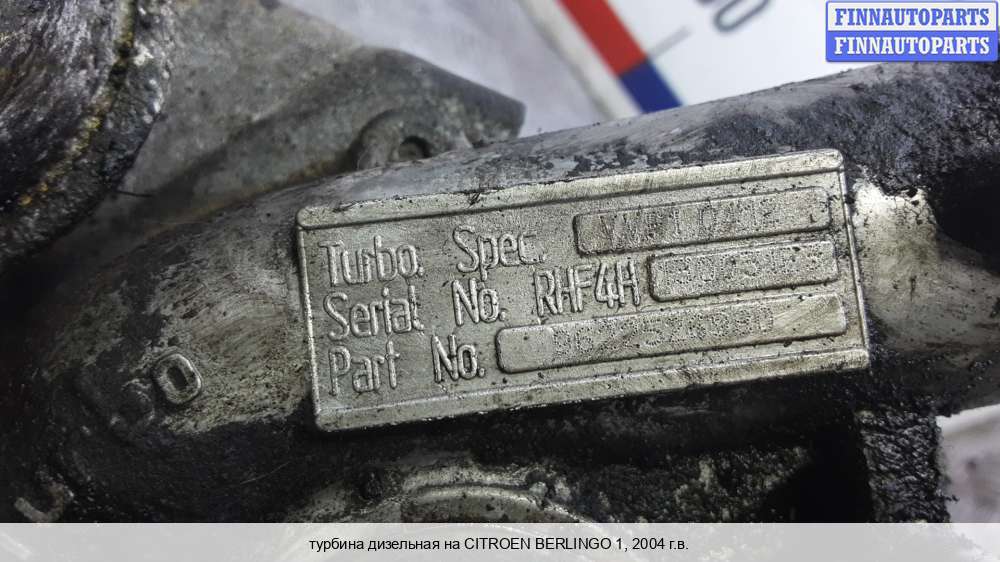 FINNAUTOPARTS
FINNAUTOPARTS
Turbo. Spec.
Serial No. RHF4H
Part No.
турбина дизельная на CITROEN BERLINGO 1, 2004 г.в.